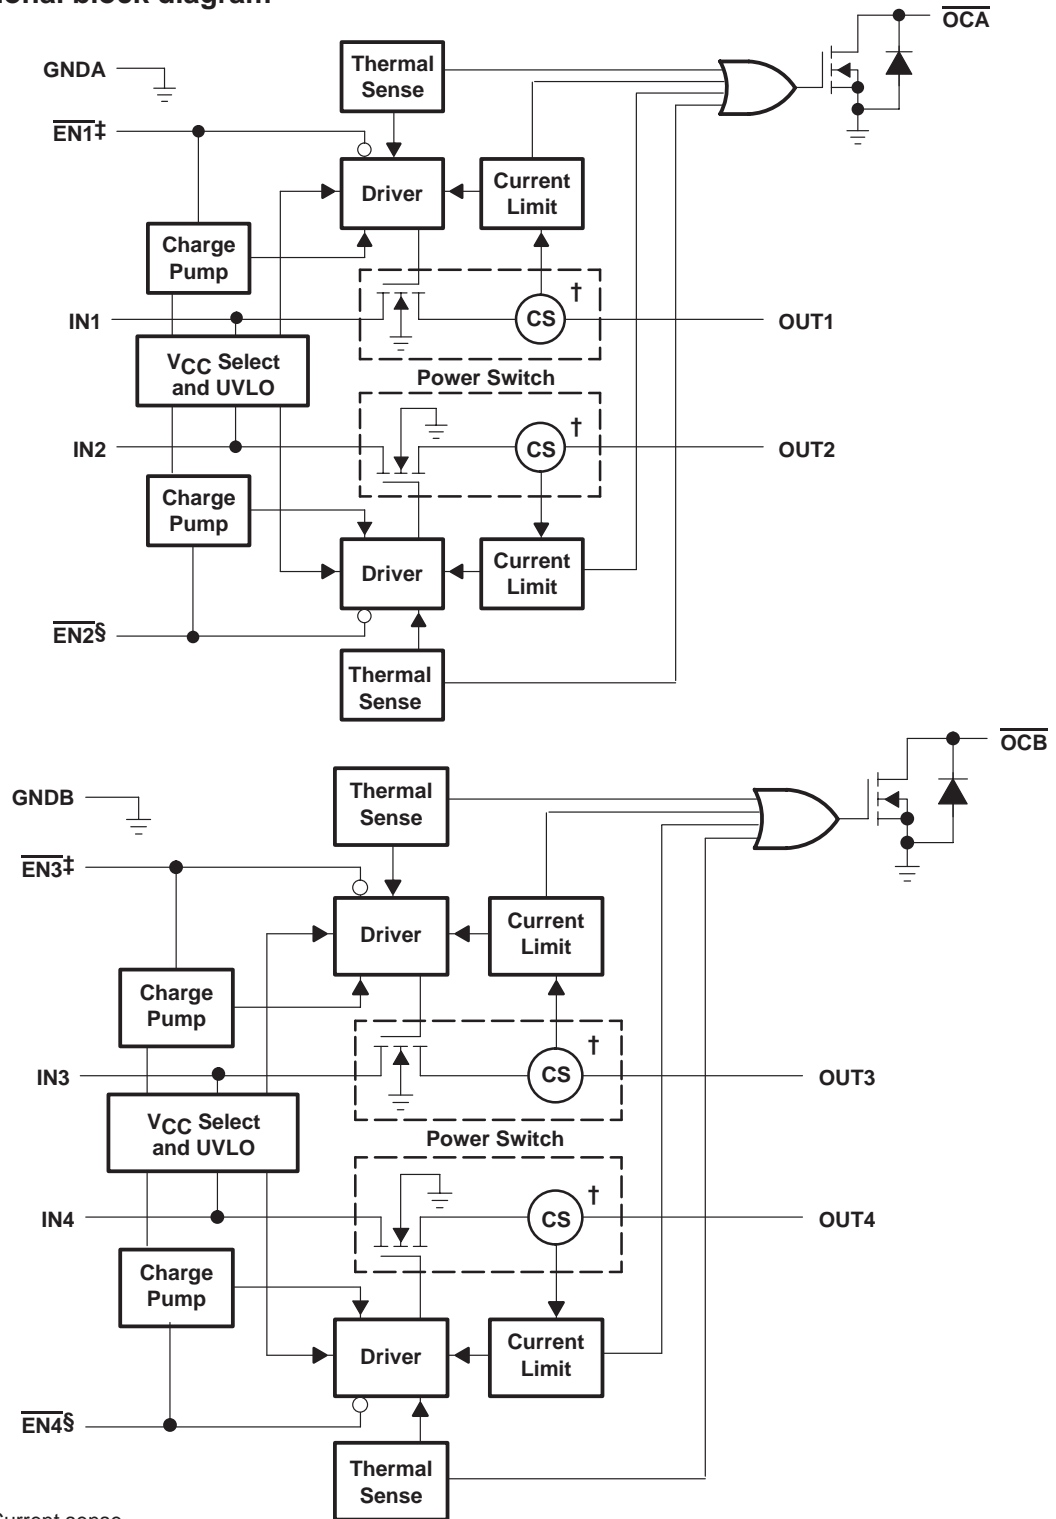 GNDA
Thermal
Sense
OCA
EN1‡
Driver
Current
Limit
Charge
Pump
IN1
CS
†
OUT1
VCC Select
and UVLO
Power Switch
IN2
CS
†
OUT2
Charge
Pump
Driver
Current
Limit
EN2§
Thermal
Sense
OCB
GNDB
Thermal
Sense
EN3‡
Driver
Current
Limit
Charge
Pump
IN3
CS
†
OUT3
VCC Select
and UVLO
Power Switch
IN4
CS
†
OUT4
Charge
Pump
Driver
Current
Limit
EN4§
Thermal
Sense